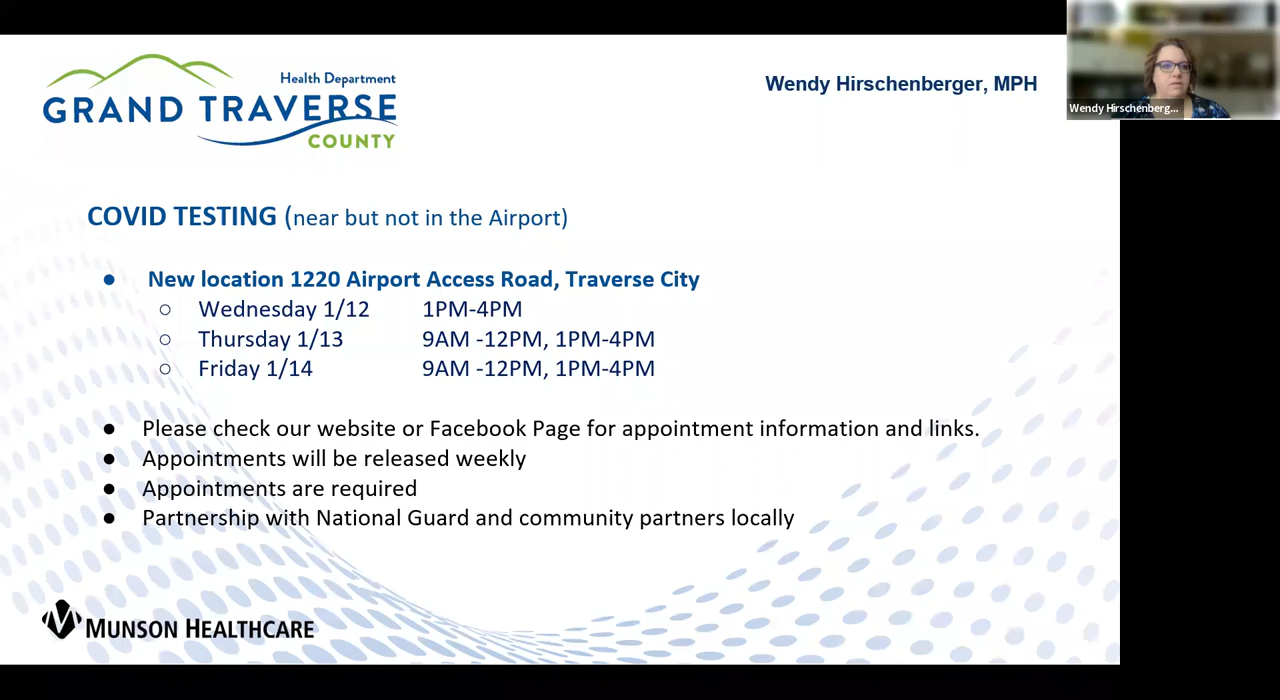 Health Department
GRAND TRAVERSE
COUNTY
Wendy Hirschenberger, MPH
Wendy Hirschenberg...
COVID TESTING (near but not in the Airport)
● New location 1220 Airport Access Road, Traverse City
○ Wednesday 1/12 1PM-4PM
○ Thursday 1/13 9AM -12PM, 1PM-4PM
○ Friday 1/14 9AM -12PM, 1PM-4PM
● Please check our website or Facebook Page for appointment information and links.
● Appointments will be released weekly
● Appointments are required
● Partnership with National Guard and community partners locally
MUNSON HEALTHCARE